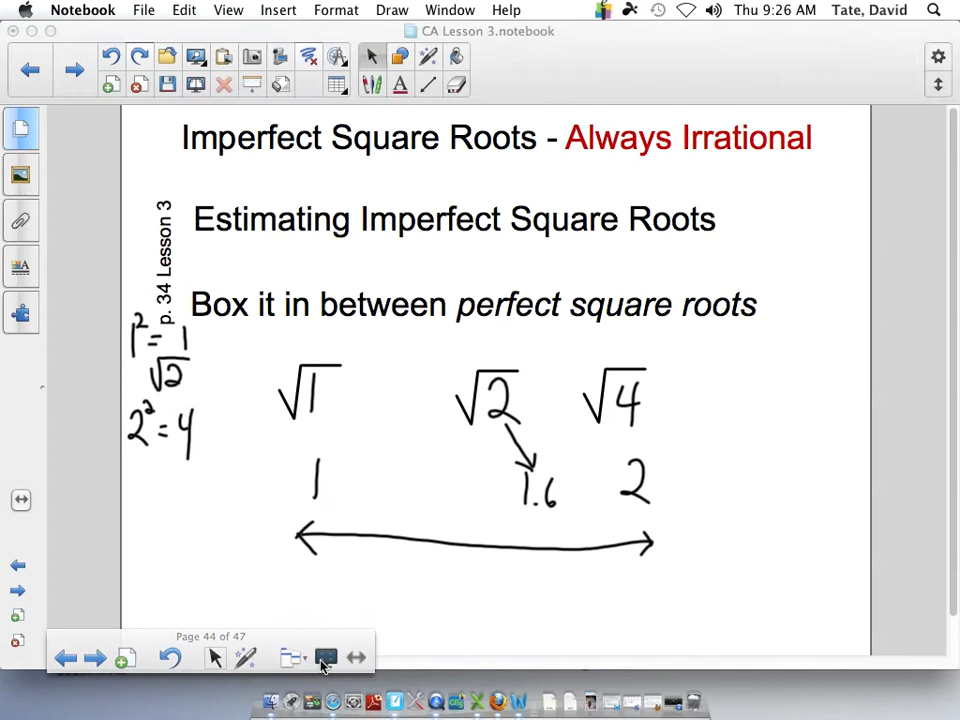 Notebook File Edit View Insert Format Draw Window Help Thu 9:26 AM Tate, David
CA Lesson 3.notebook
Imperfect Square Roots - Always Irrational
Estimating Imperfect Square Roots
p. 34 Lesson 3
Box it in between perfect square roots
1² = 1
√2
2² = 4
√1 √2 √4
1 1.6 2
Page 44 of 47